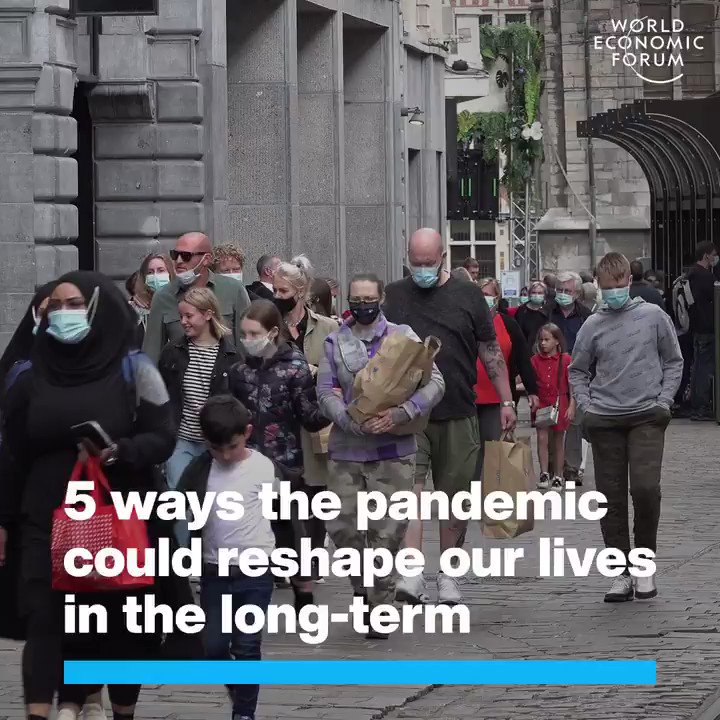 WORLD
ECONOMIC
FORUM
5 ways the pandemic
could reshape our lives
in the long-term